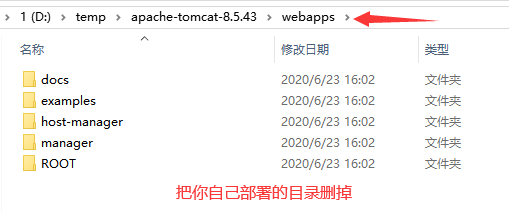 1 (D:) > temp > apache-tomcat-8.5.43 > webapps >
名称 修改日期 类型
docs 2020/6/23 16:02 文件夹
examples 2020/6/23 16:02 文件夹
host-manager 2020/6/23 16:02 文件夹
manager 2020/6/23 16:02 文件夹
ROOT 2020/6/23 16:02 文件夹
把你自己部署的目录删掉